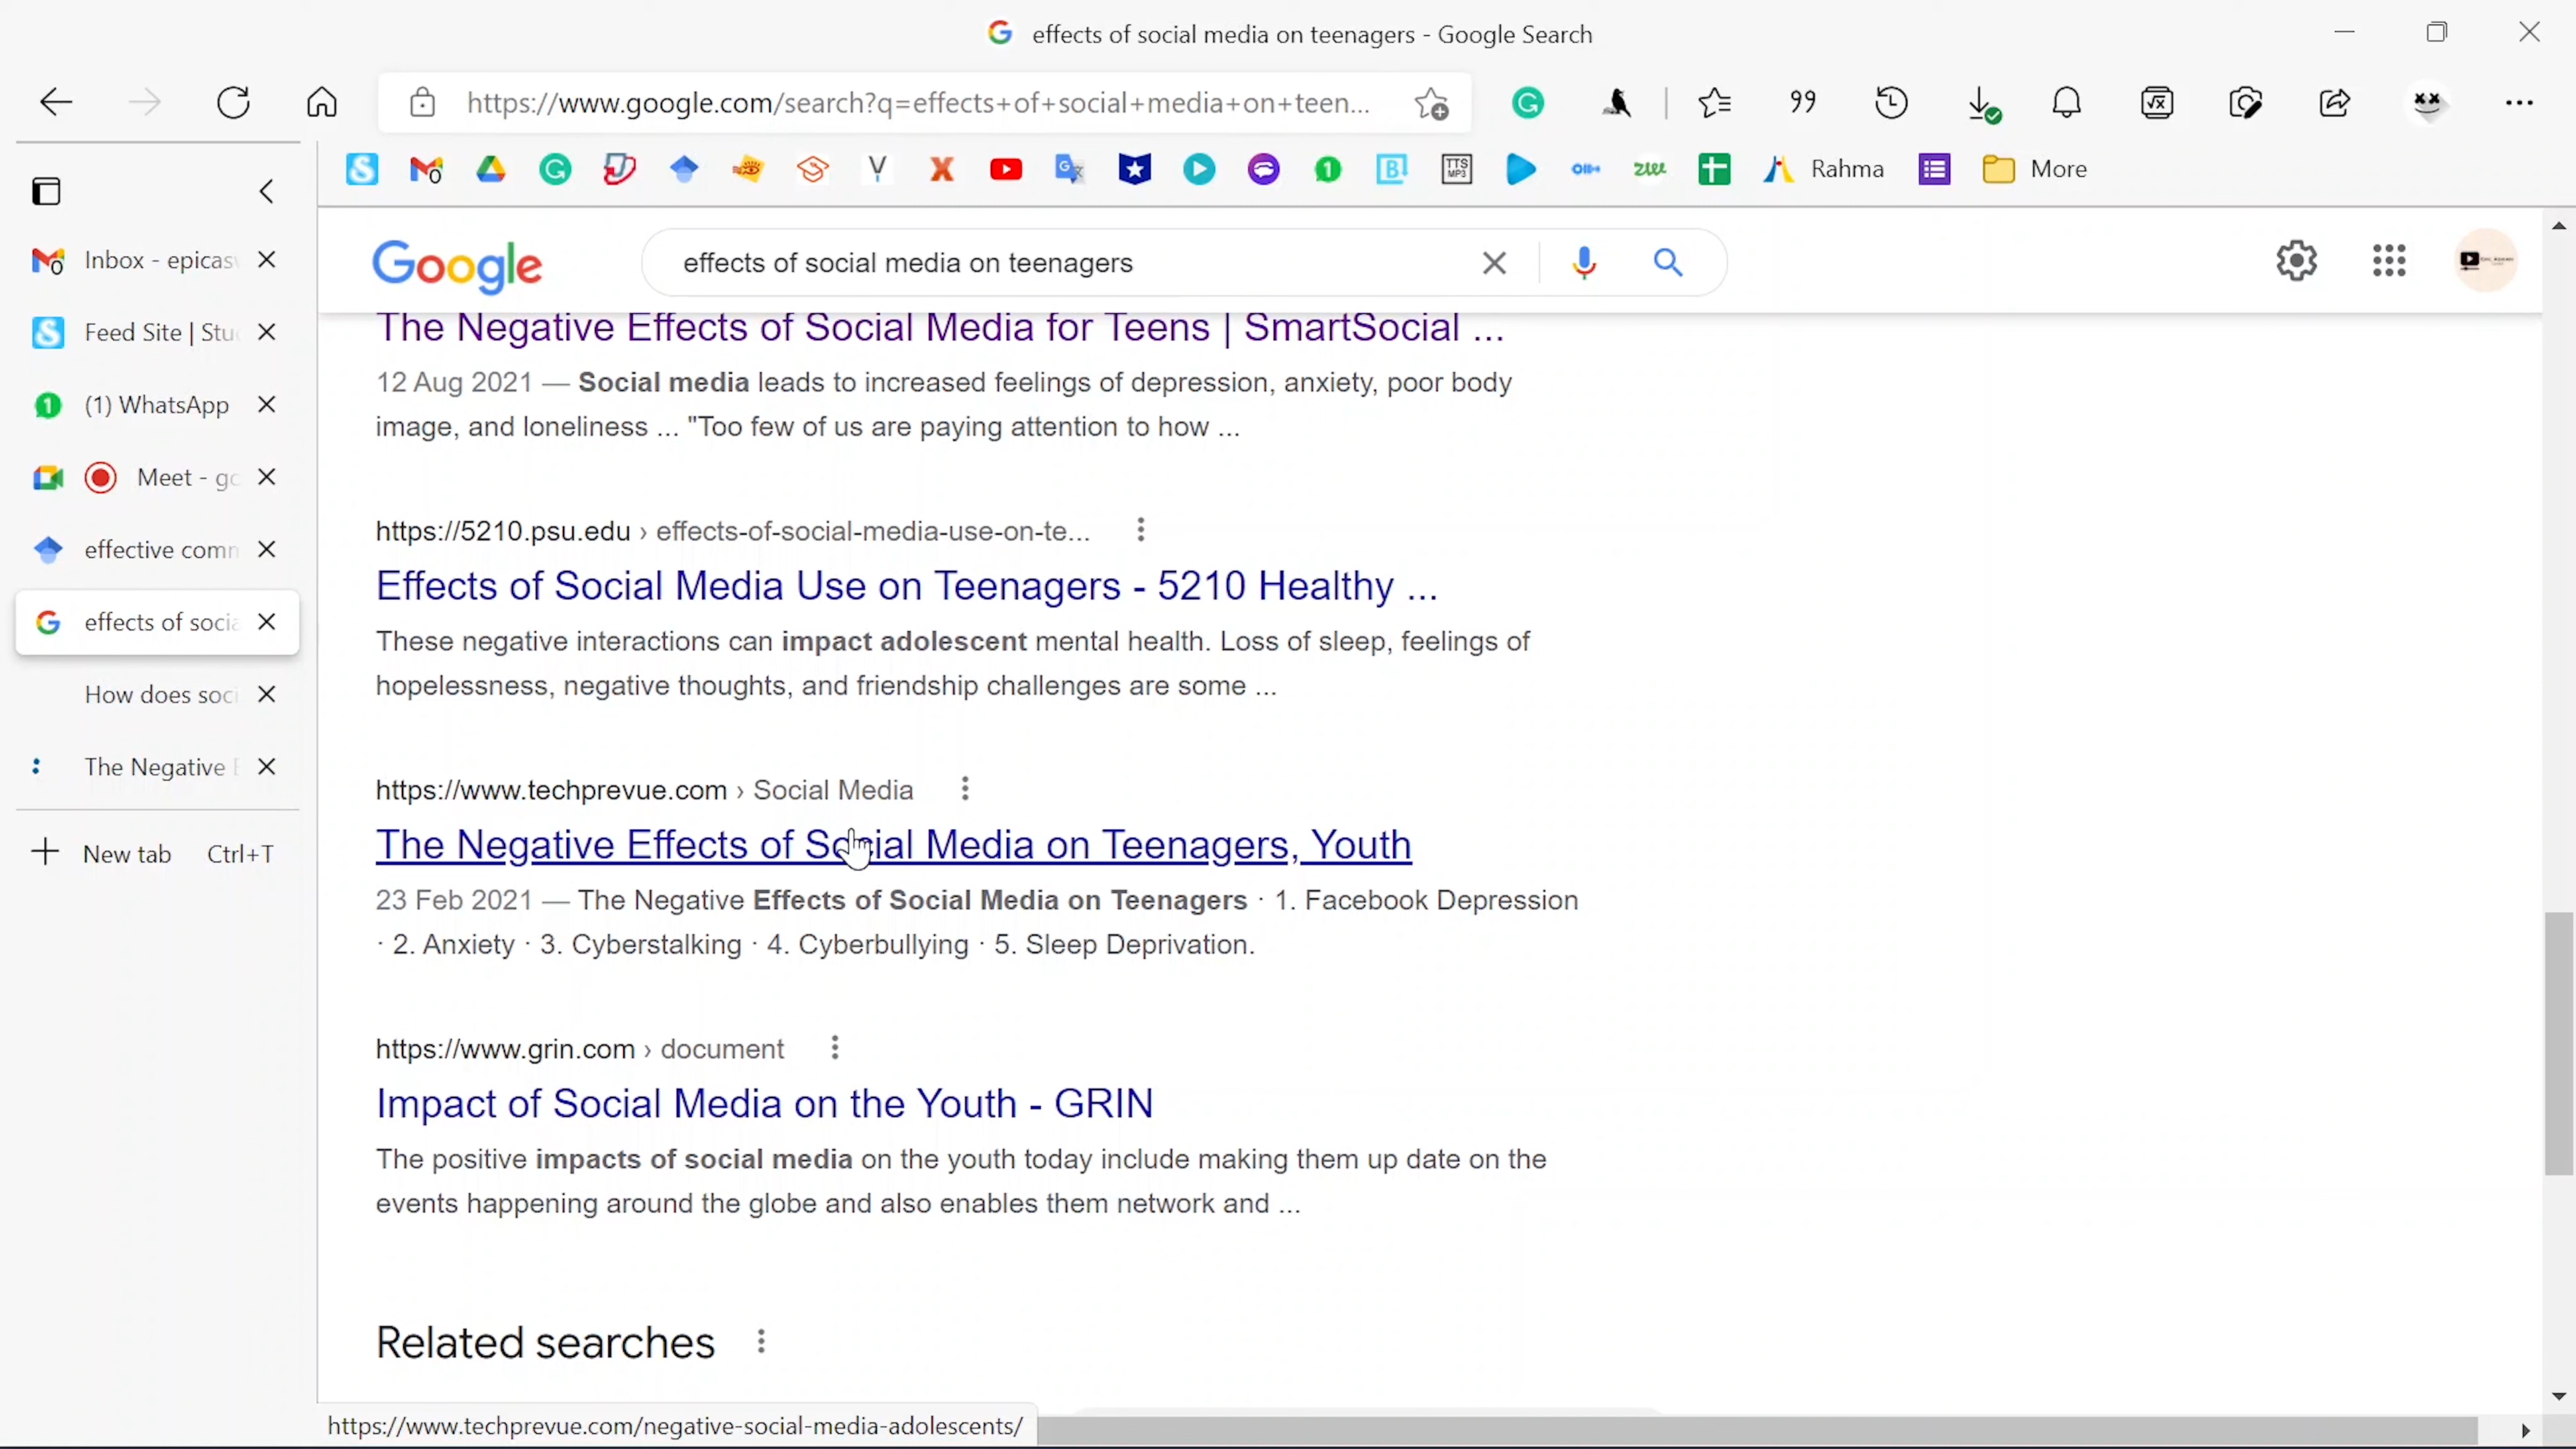 effects of social media on teenagers - Google Search
https://www.google.com/search?q=effects+of+social+media+on+teen...
Rahma
More
Inbox - epicas
Feed Site | Stu
(1) WhatsApp
Meet - go
effective comm
effects of socia
How does soci
The Negative E
New tab Ctrl+T
Google
effects of social media on teenagers
The Negative Effects of Social Media for Teens | SmartSocial ...
12 Aug 2021 — Social media leads to increased feelings of depression, anxiety, poor body
image, and loneliness ... "Too few of us are paying attention to how ...
https://5210.psu.edu › effects-of-social-media-use-on-te...
Effects of Social Media Use on Teenagers - 5210 Healthy ...
These negative interactions can impact adolescent mental health. Loss of sleep, feelings of
hopelessness, negative thoughts, and friendship challenges are some ...
https://www.techprevue.com › Social Media
The Negative Effects of Social Media on Teenagers, Youth
23 Feb 2021 — The Negative Effects of Social Media on Teenagers · 1. Facebook Depression
· 2. Anxiety · 3. Cyberstalking · 4. Cyberbullying · 5. Sleep Deprivation.
https://www.grin.com › document
Impact of Social Media on the Youth - GRIN
The positive impacts of social media on the youth today include making them up date on the
events happening around the globe and also enables them network and ...
Related searches
https://www.techprevue.com/negative-social-media-adolescents/